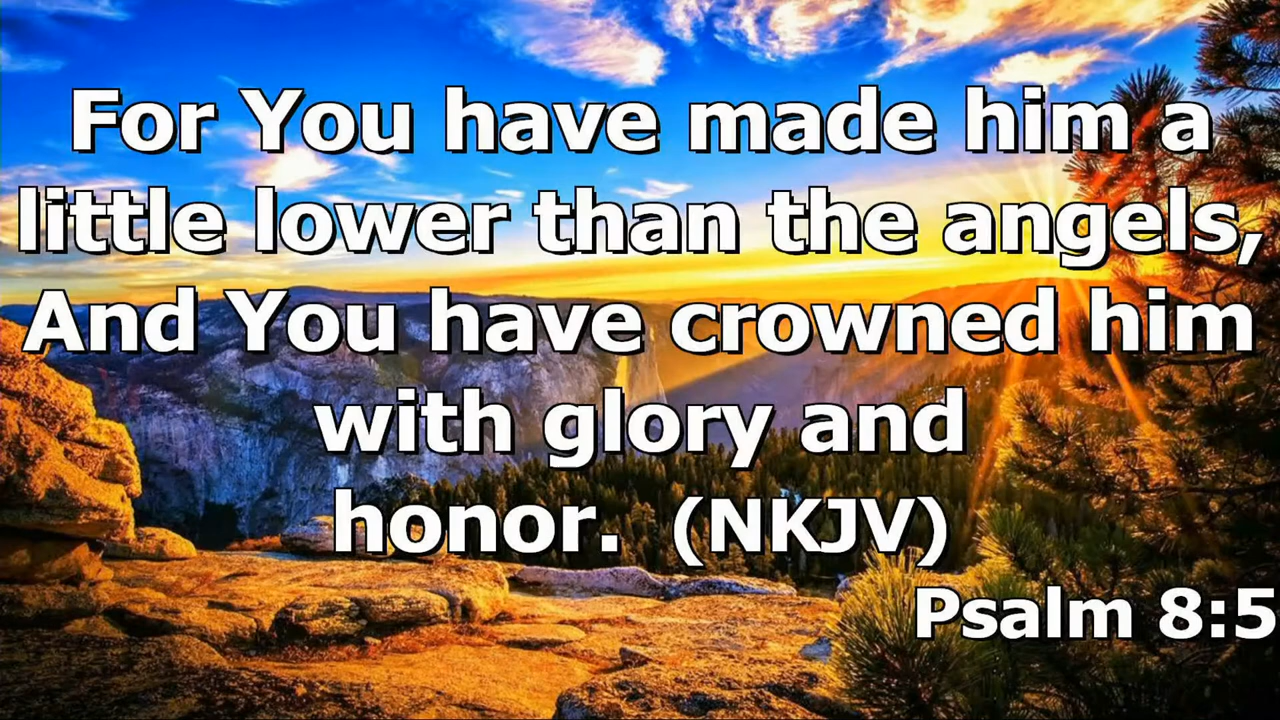 For You have made him a
little lower than the angels,
And You have crowned him
with glory and
honor.  (NKJV)
Psalm 8:5